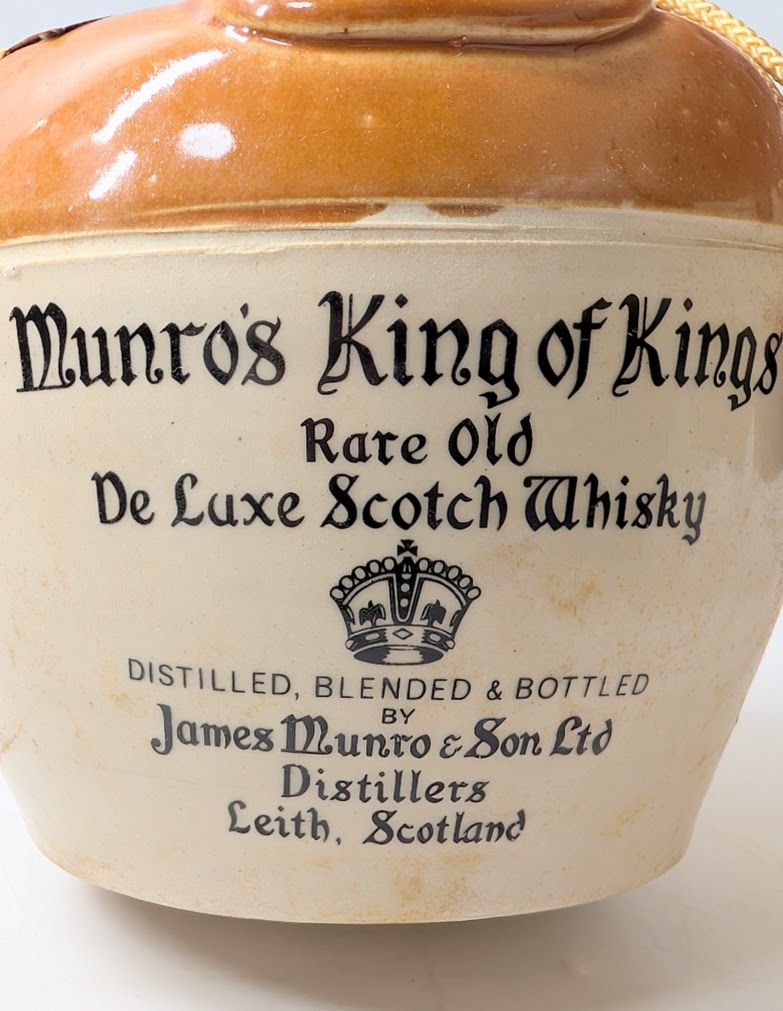 Munro's King of Kings
Rare Old
De Luxe Scotch Whisky
DISTILLED, BLENDED & BOTTLED
BY
James Munro & Son Ltd
Distillers
Leith, Scotland